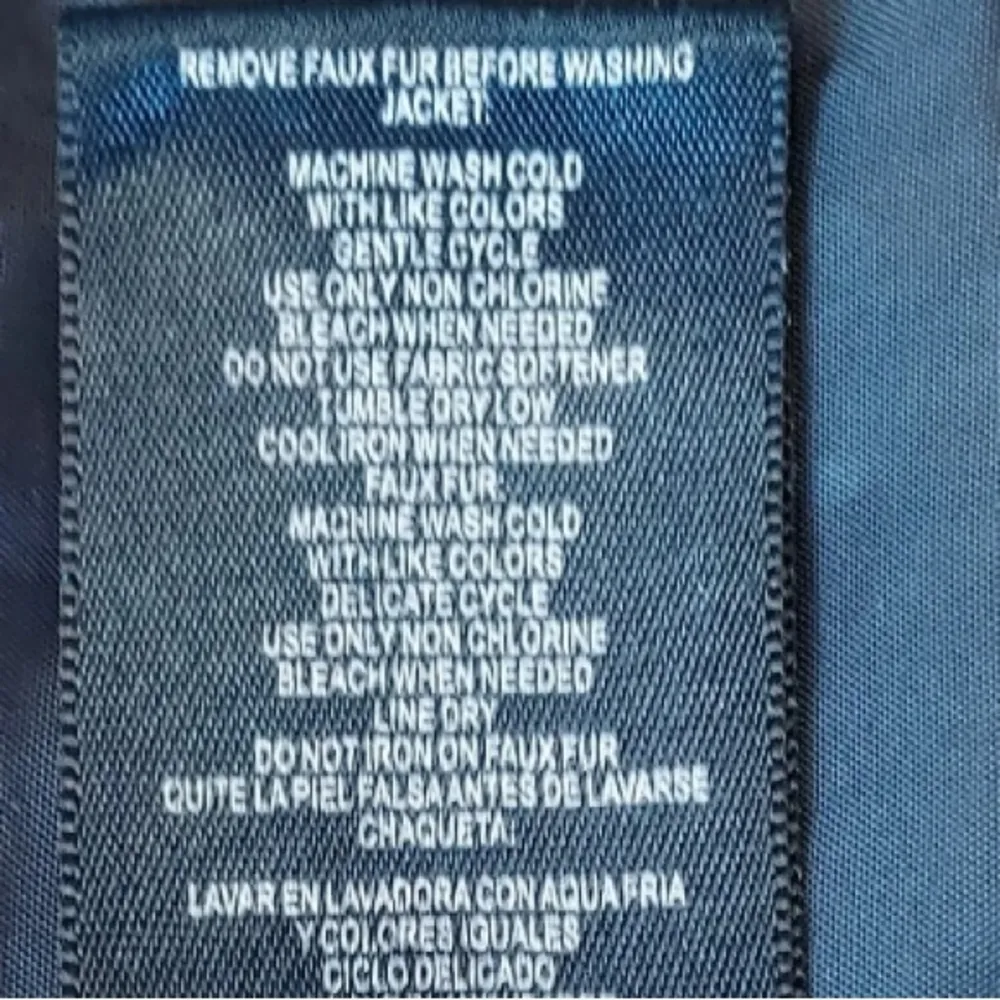 REMOVE FAUX FUR BEFORE WASHING
JACKET:
MACHINE WASH COLD
WITH LIKE COLORS
GENTLE CYCLE
USE ONLY NON CHLORINE
BLEACH WHEN NEEDED
DO NOT USE FABRIC SOFTENER
TUMBLE DRY LOW
COOL IRON WHEN NEEDED
FAUX FUR:
MACHINE WASH COLD
WITH LIKE COLORS
DELICATE CYCLE
USE ONLY NON CHLORINE
BLEACH WHEN NEEDED
LINE DRY
DO NOT IRON ON FAUX FUR
QUITE LA PIEL FALSA ANTES DE LAVARSE
CHAQUETA:
LAVAR EN LAVADORA CON AQUA FRIA
Y COLORES IGUALES
CICLO DELICADO